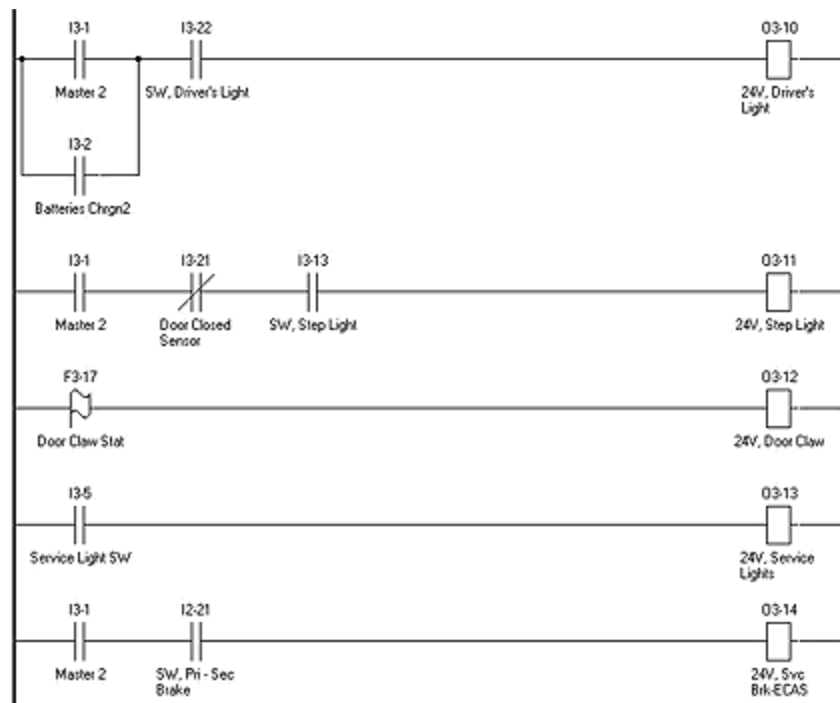 I3-1 I3-22 O3-10
Master 2 SW, Driver's Light 24V, Driver's
Light
I3-2
Batteries Chrgn2
I3-1 I3-21 I3-13 O3-11
Master 2 Door Closed SW, Step Light 24V, Step Light
Sensor
F3-17 O3-12
Door Claw Stat 24V, Door Claw
I3-5 O3-13
Service Light SW 24V, Service
Lights
I3-1 I2-21 O3-14
Master 2 SW, Pri - Sec 24V, Svc
Brake Brk-ECAS